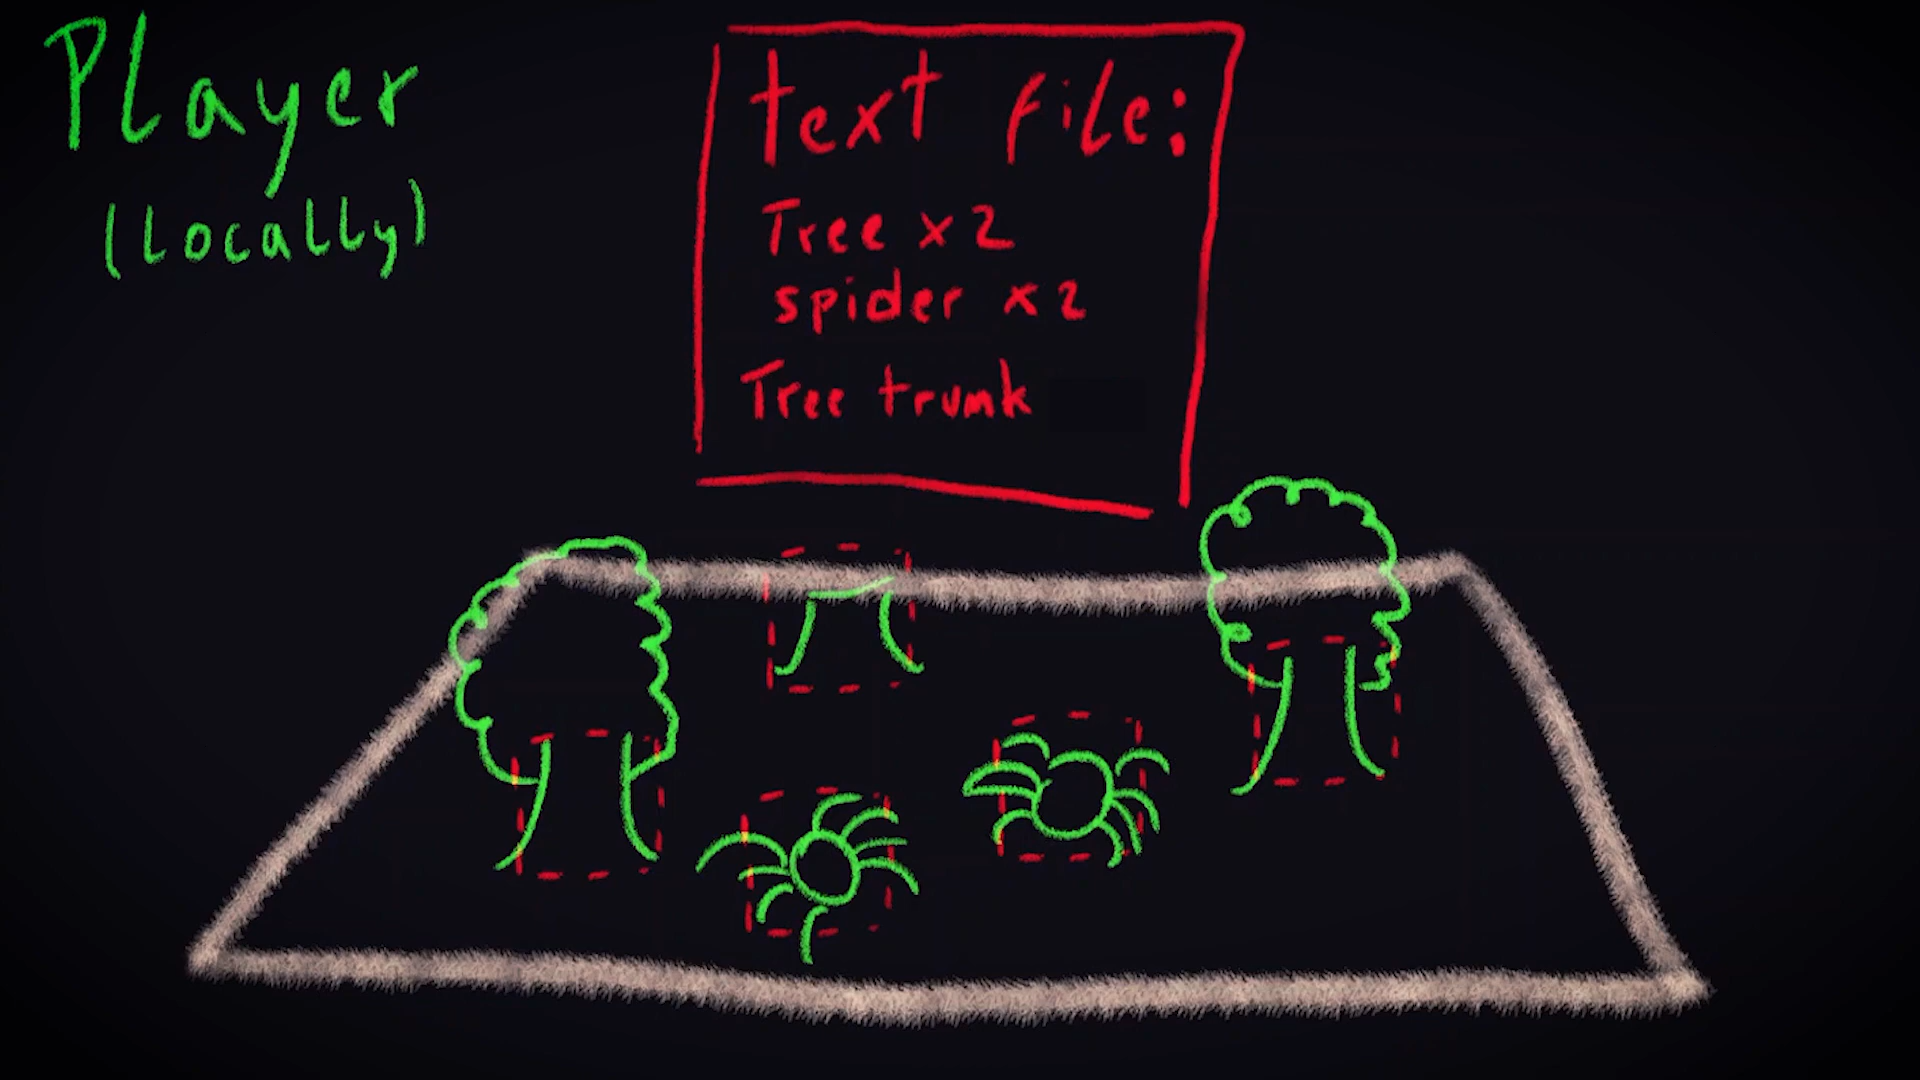 Player
(locally)
text file:
Tree x2
spider x2
Tree trunk